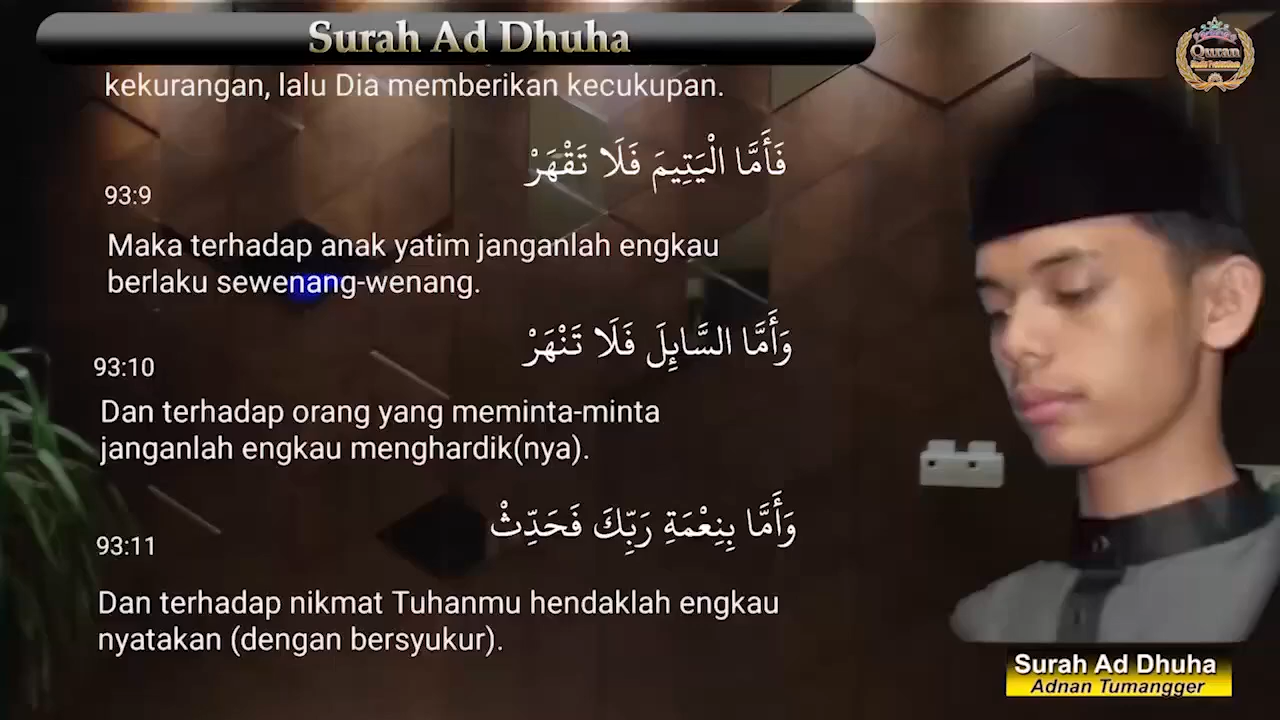 Surah Ad Dhuha
Quran
kekurangan, lalu Dia memberikan kecukupan.
فَأَمَّا الْيَتِيمَ فَلَا تَقْهَرْ
93:9
Maka terhadap anak yatim janganlah engkau
berlaku sewenang-wenang.
وَأَمَّا السَّائِلَ فَلَا تَنْهَرْ
93:10
Dan terhadap orang yang meminta-minta
janganlah engkau menghardik(nya).
وَأَمَّا بِنِعْمَةِ رَبِّكَ فَحَدِّثْ
93:11
Dan terhadap nikmat Tuhanmu hendaklah engkau
nyatakan (dengan bersyukur).
Surah Ad Dhuha
Adnan Tumangger